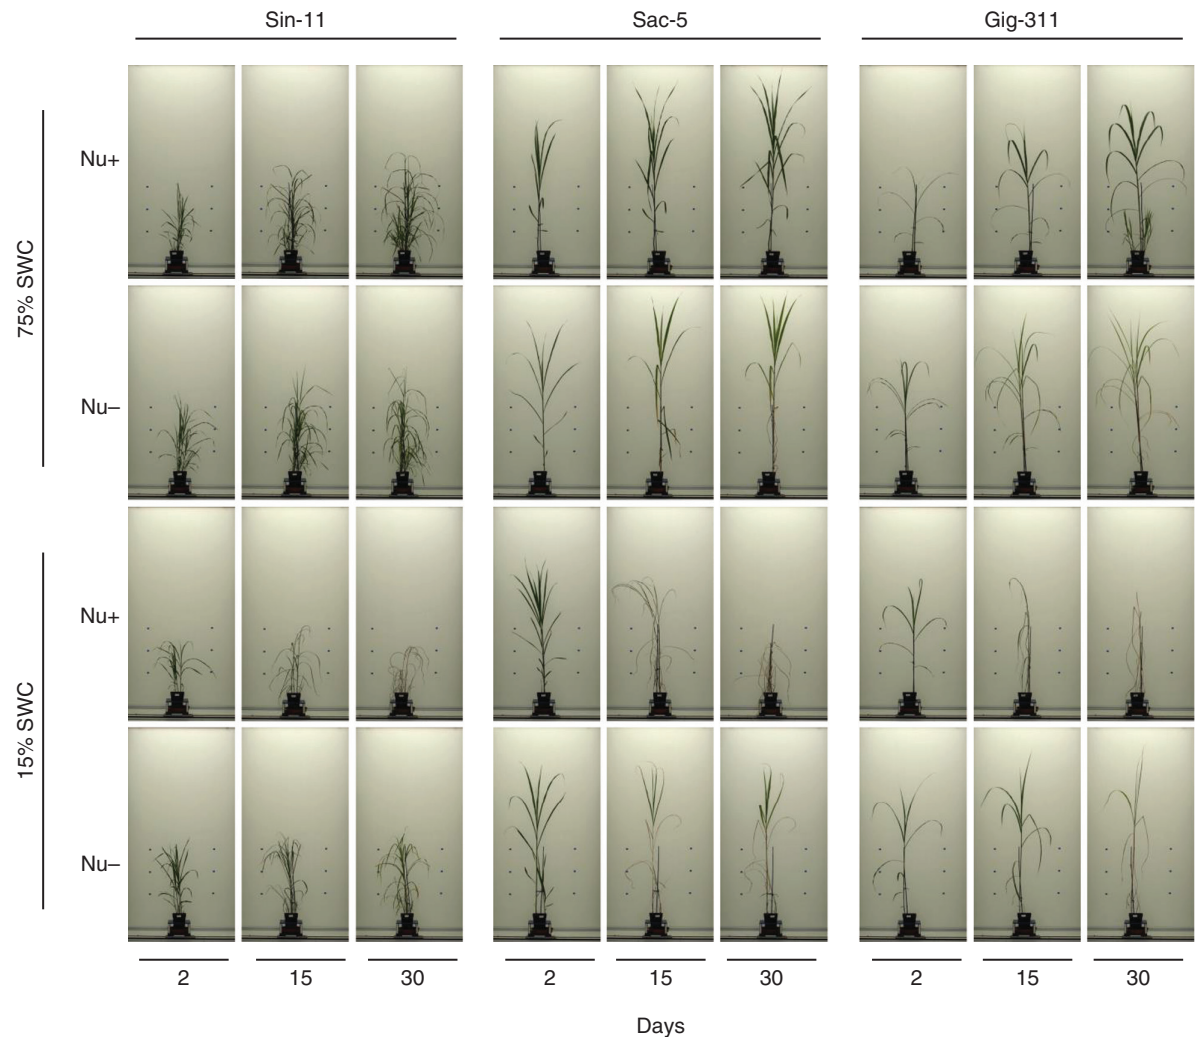 Sin-11 Sac-5 Gig-311
75% SWC
Nu+
Nu–
15% SWC
Nu+
Nu–
2 15 30 2 15 30 2 15 30
Days